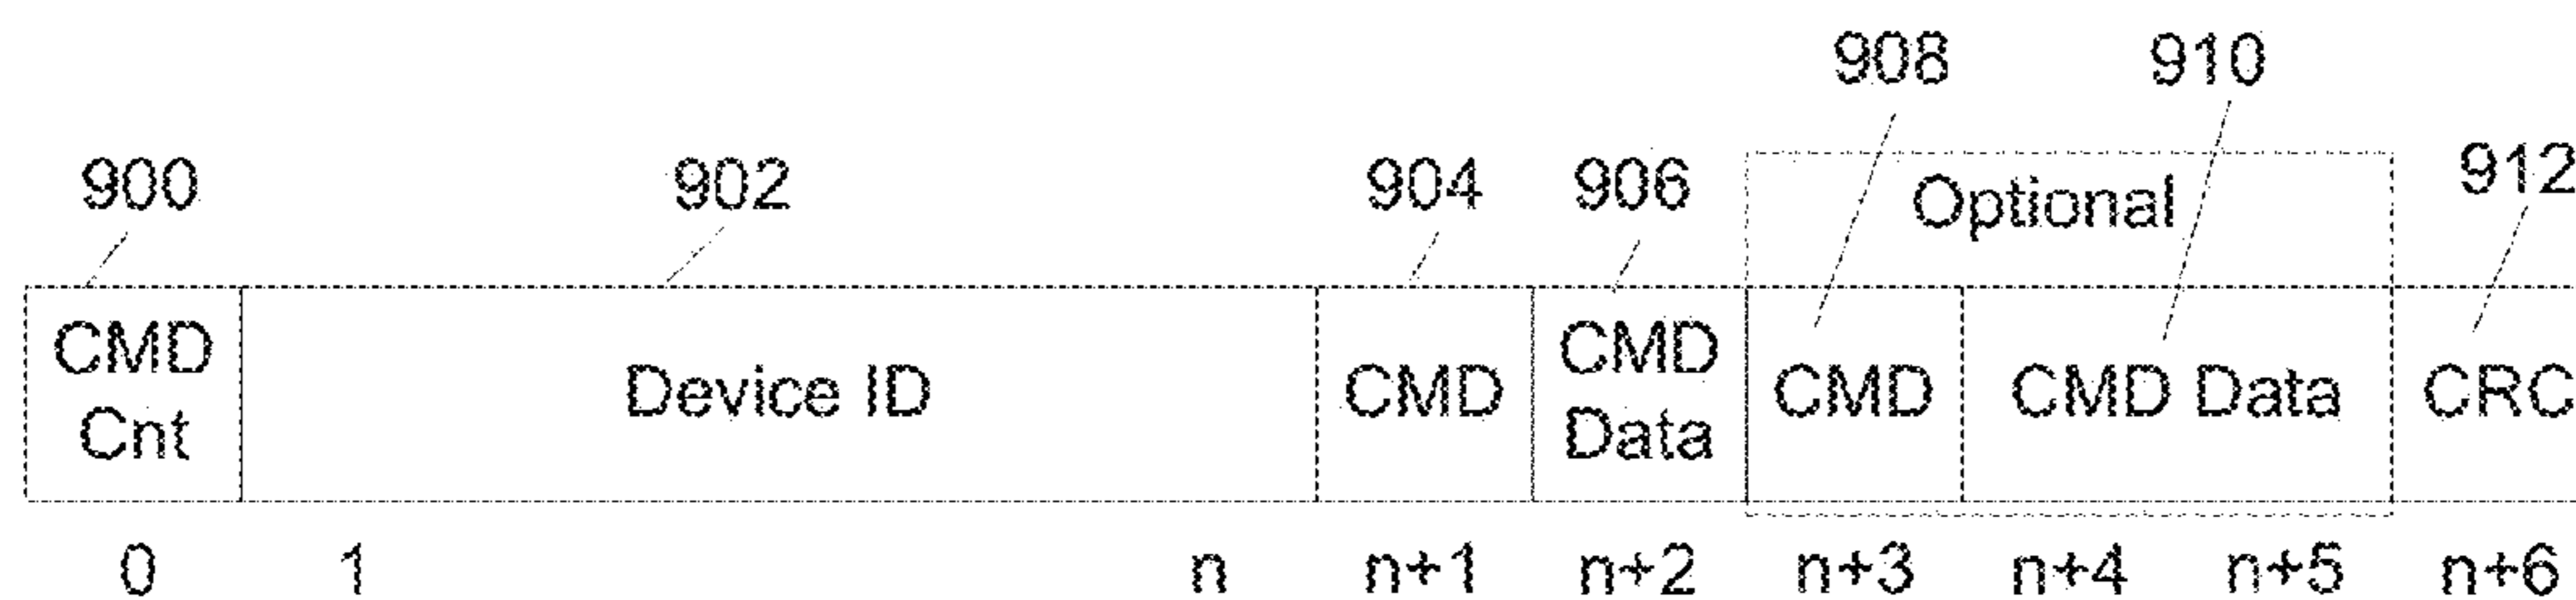 908 910
900 902 904 906 Optional 912
CMD Cnt Device ID CMD CMD Data CMD CMD Data CRC
0 1 n n+1 n+2 n+3 n+4 n+5 n+6